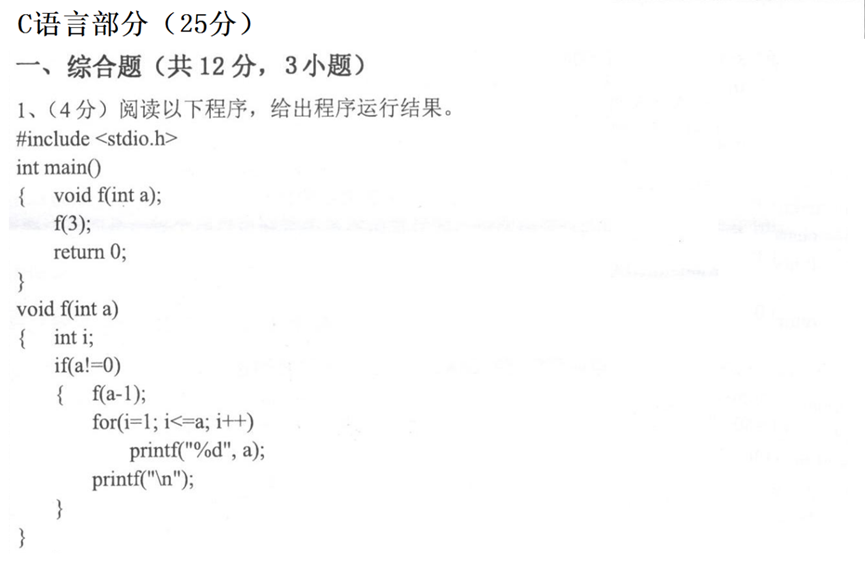 C语言部分（25分）
一、综合题（共 12 分，3 小题）
1、（4 分）阅读以下程序，给出程序运行结果。
#include <stdio.h>
int main()
{ void f(int a);
f(3);
return 0;
}
void f(int a)
{ int i;
if(a!=0)
{ f(a-1);
for(i=1; i<=a; i++)
printf("%d", a);
printf("\n");
}
}